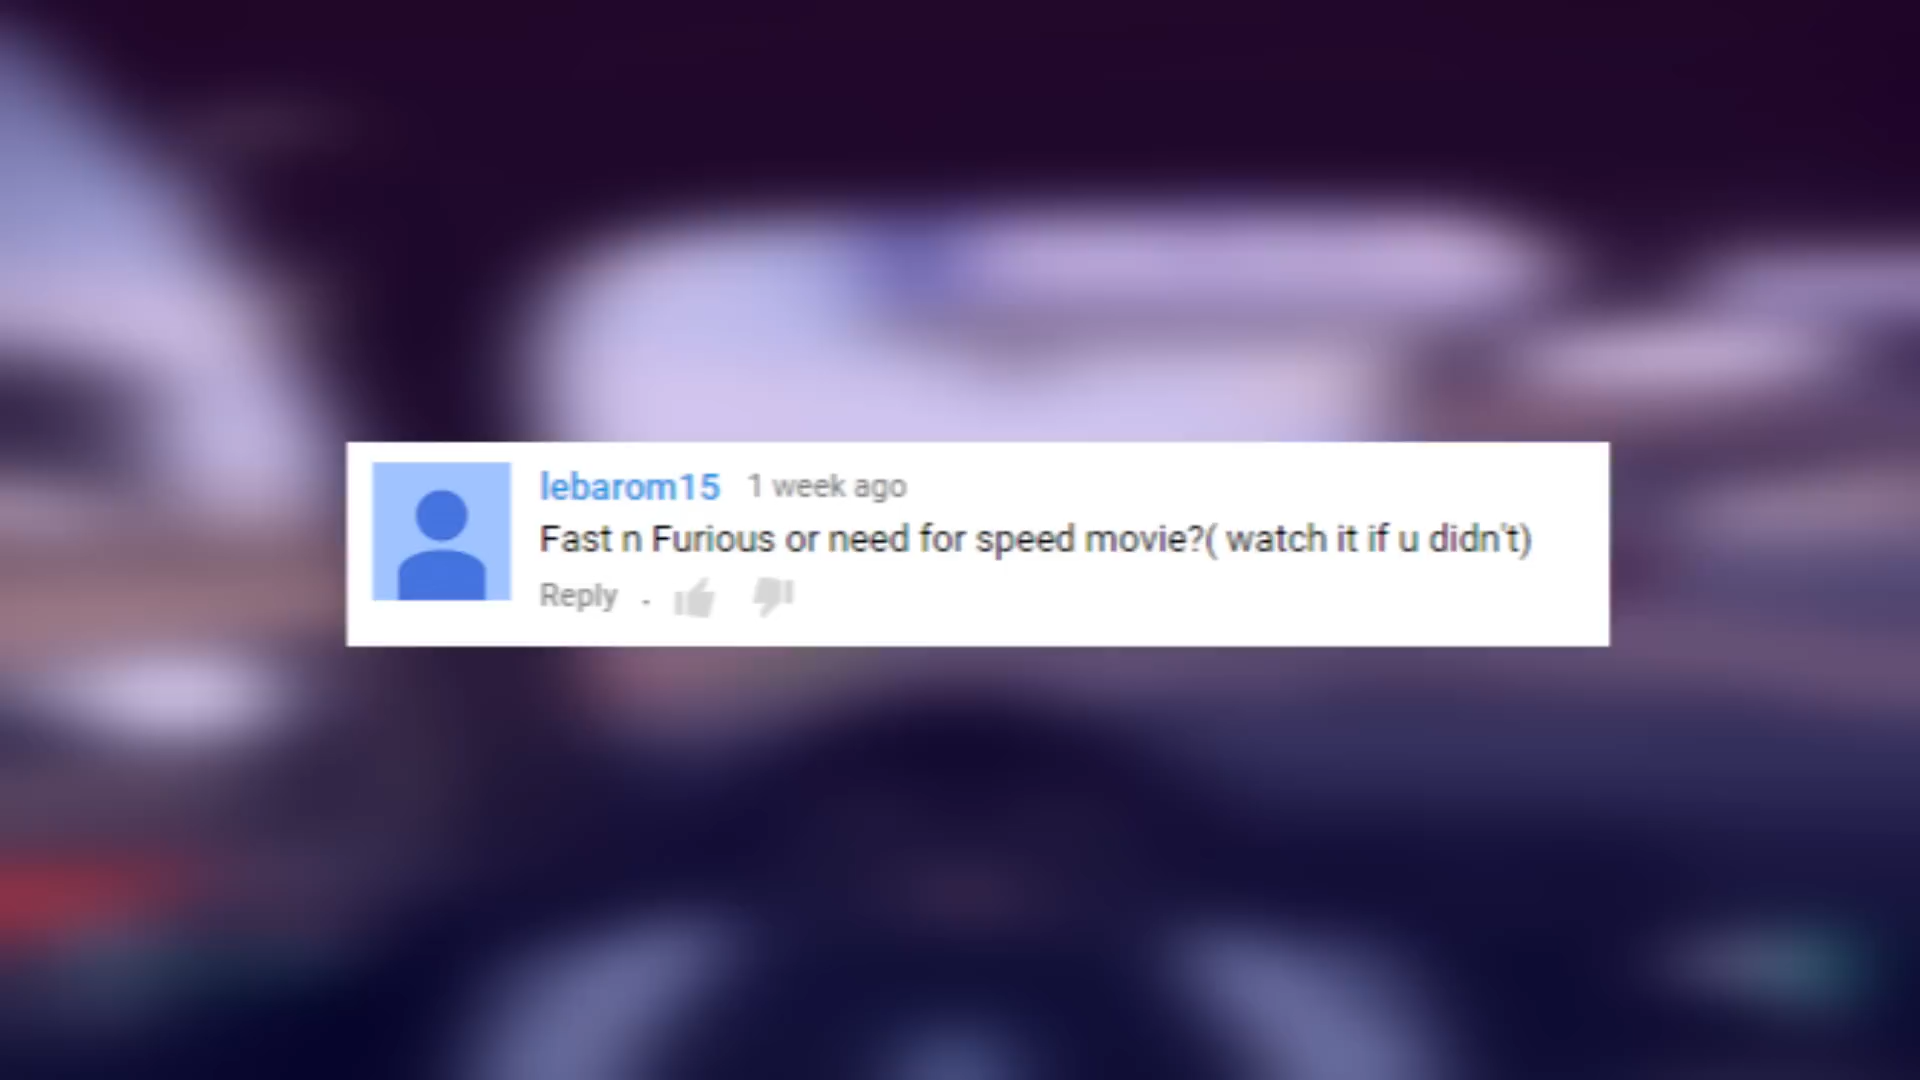 lebarom15 1 week ago
Fast n Furious or need for speed movie?( watch it if u didn't)
Reply .